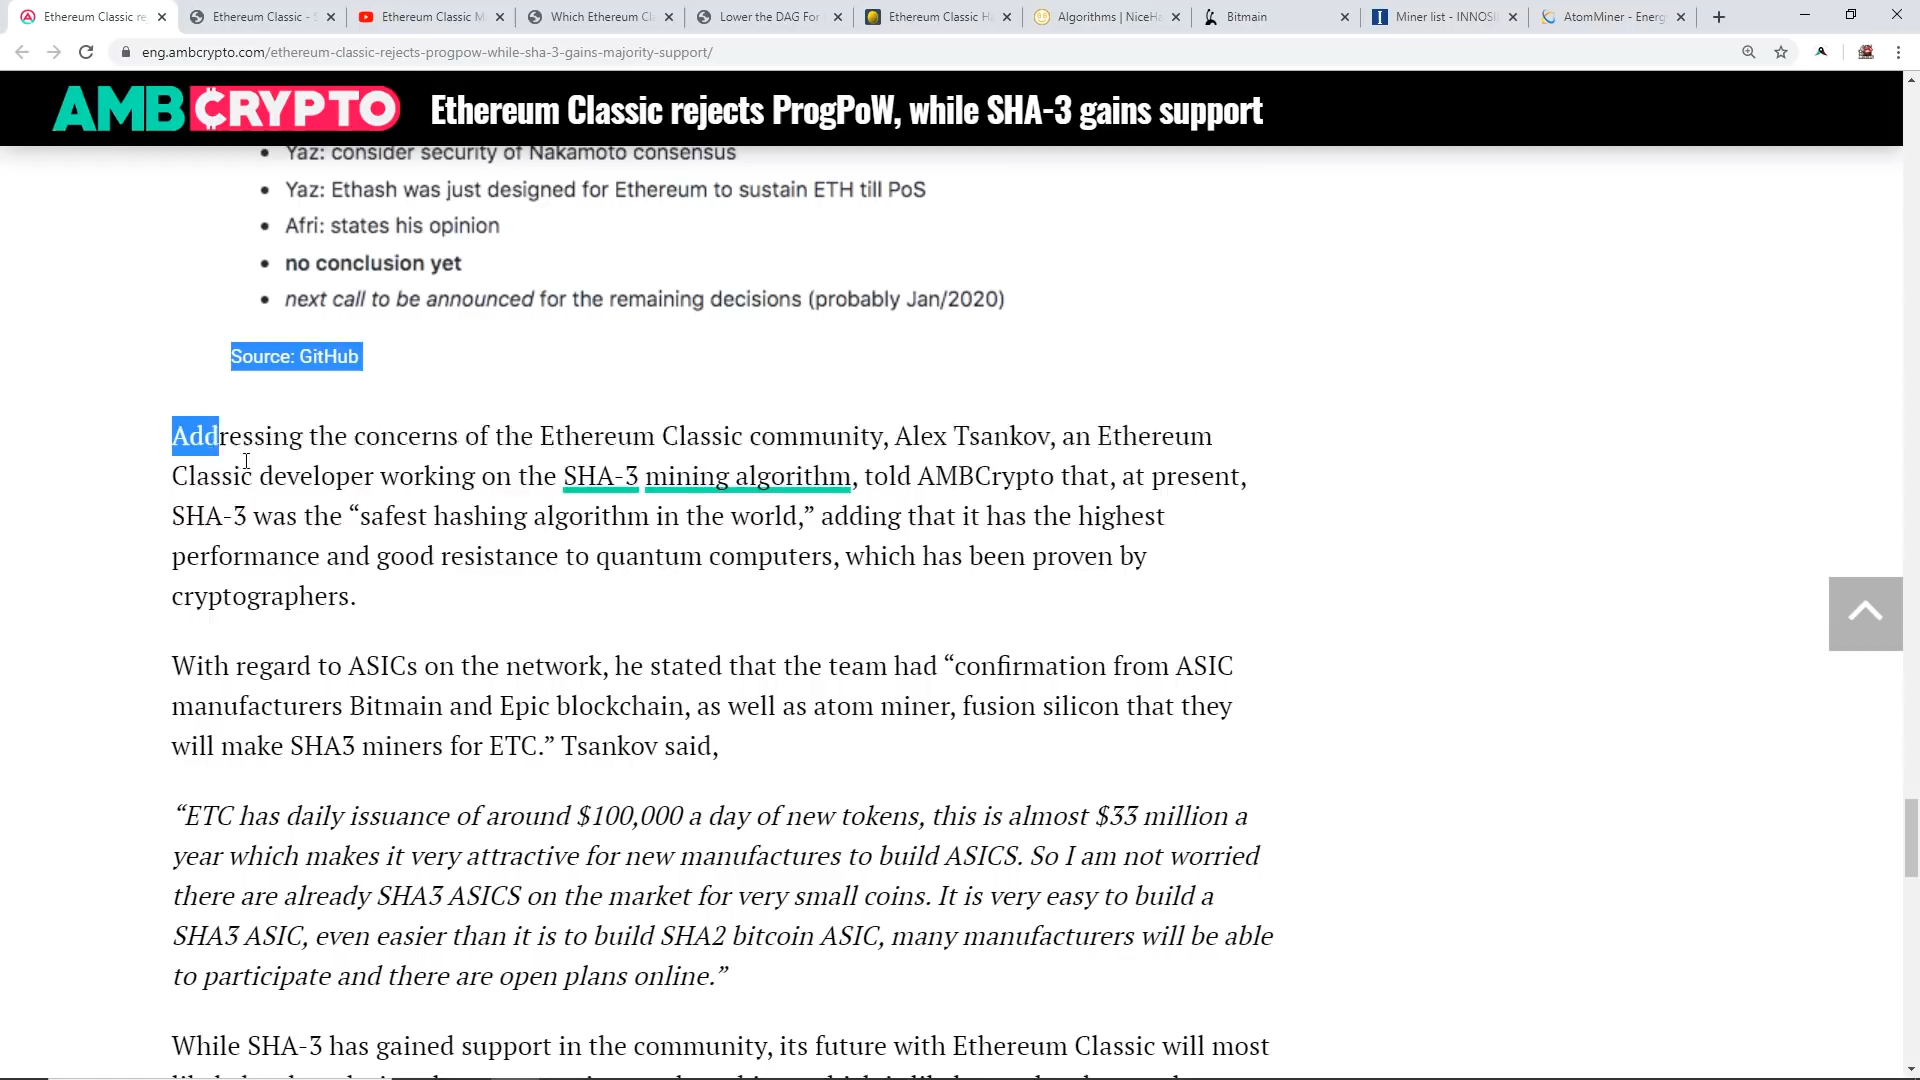 Ethereum Classic re
Ethereum Classic - S
Ethereum Classic M
Which Ethereum Cl
Lower the DAG For
Ethereum Classic Ha
Algorithms | NiceHa
Bitmain
Miner list - INNOSI
AtomMiner - Energ
eng.ambcrypto.com/ethereum-classic-rejects-progpow-while-sha-3-gains-majority-support/
AMBCRYPTO Ethereum Classic rejects ProgPoW, while SHA-3 gains support
• Yaz: consider security of Nakamoto consensus
• Yaz: Ethash was just designed for Ethereum to sustain ETH till PoS
• Afri: states his opinion
• no conclusion yet
• next call to be announced for the remaining decisions (probably Jan/2020)
Source: GitHub
Addressing the concerns of the Ethereum Classic community, Alex Tsankov, an Ethereum
Classic developer working on the SHA-3 mining algorithm, told AMBCrypto that, at present,
SHA-3 was the “safest hashing algorithm in the world,” adding that it has the highest
performance and good resistance to quantum computers, which has been proven by
cryptographers.
With regard to ASICs on the network, he stated that the team had “confirmation from ASIC
manufacturers Bitmain and Epic blockchain, as well as atom miner, fusion silicon that they
will make SHA3 miners for ETC.” Tsankov said,
“ETC has daily issuance of around $100,000 a day of new tokens, this is almost $33 million a
year which makes it very attractive for new manufactures to build ASICS. So I am not worried
there are already SHA3 ASICS on the market for very small coins. It is very easy to build a
SHA3 ASIC, even easier than it is to build SHA2 bitcoin ASIC, many manufacturers will be able
to participate and there are open plans online.”
While SHA-3 has gained support in the community, its future with Ethereum Classic will most